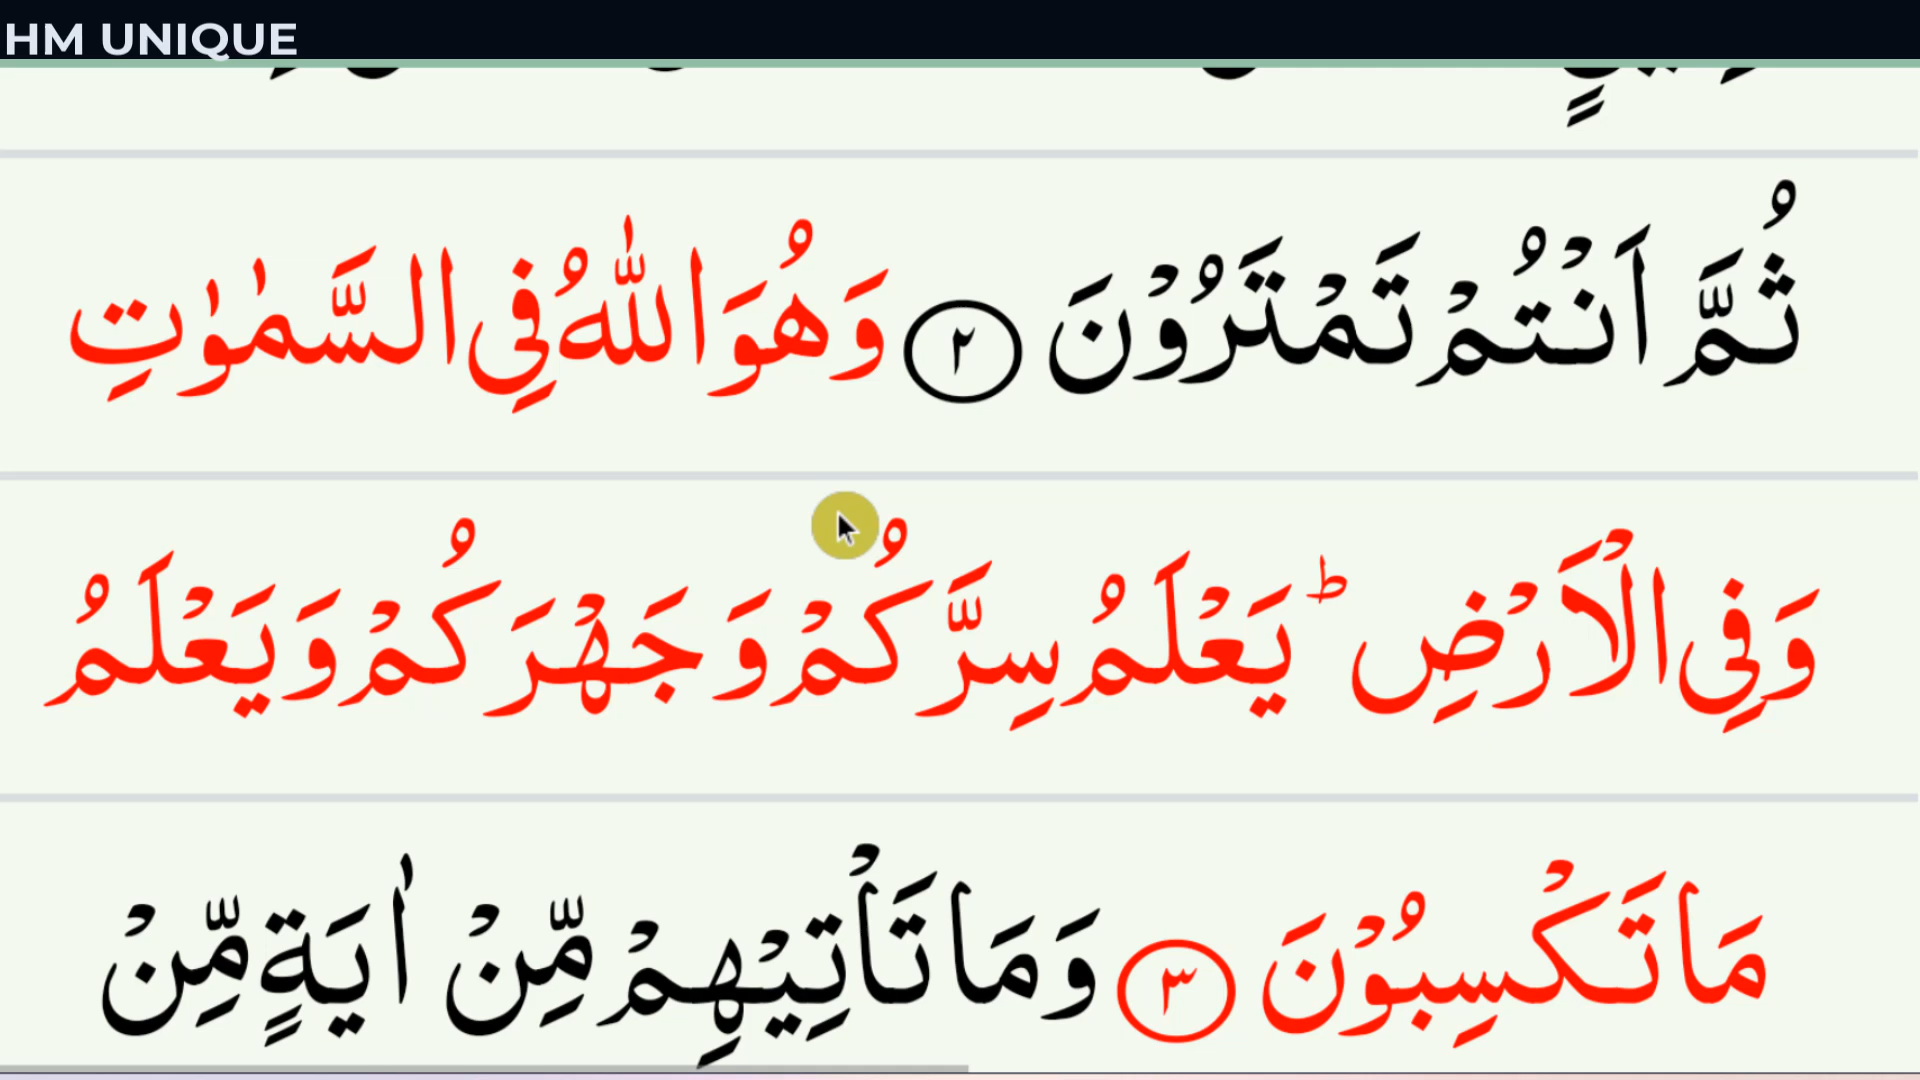 HM UNIQUE
ثُمَّ اَنْتُمْ تَمْتَرُوْنَ ۝٢ وَهُوَ اللّٰهُ فِی السَّمٰوٰتِ
وَفِی الْاَرْضِ ؕ یَعْلَمُ سِرَّكُمْ وَ جَهْرَكُمْ وَیَعْلَمُ
مَا تَكْسِبُوْنَ ۝٣ وَمَا تَاْتِیْهِمْ مِّنْ اٰیَةٍ مِّنْ